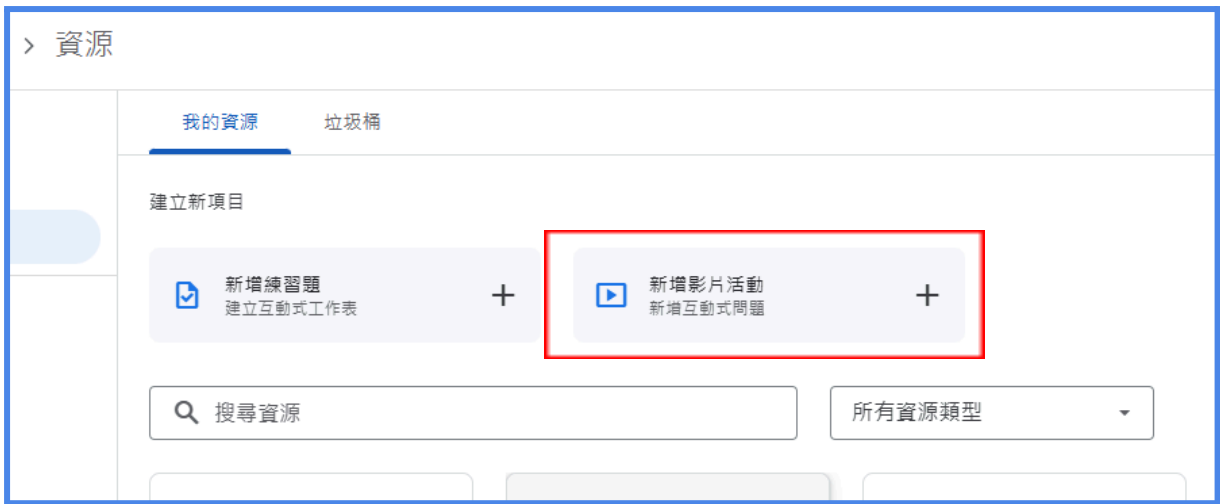 資源
我的資源
垃圾桶
建立新項目
新增練習題
建立互動式工作表
新增影片活動
新增互動式問題
搜尋資源
所有資源類型